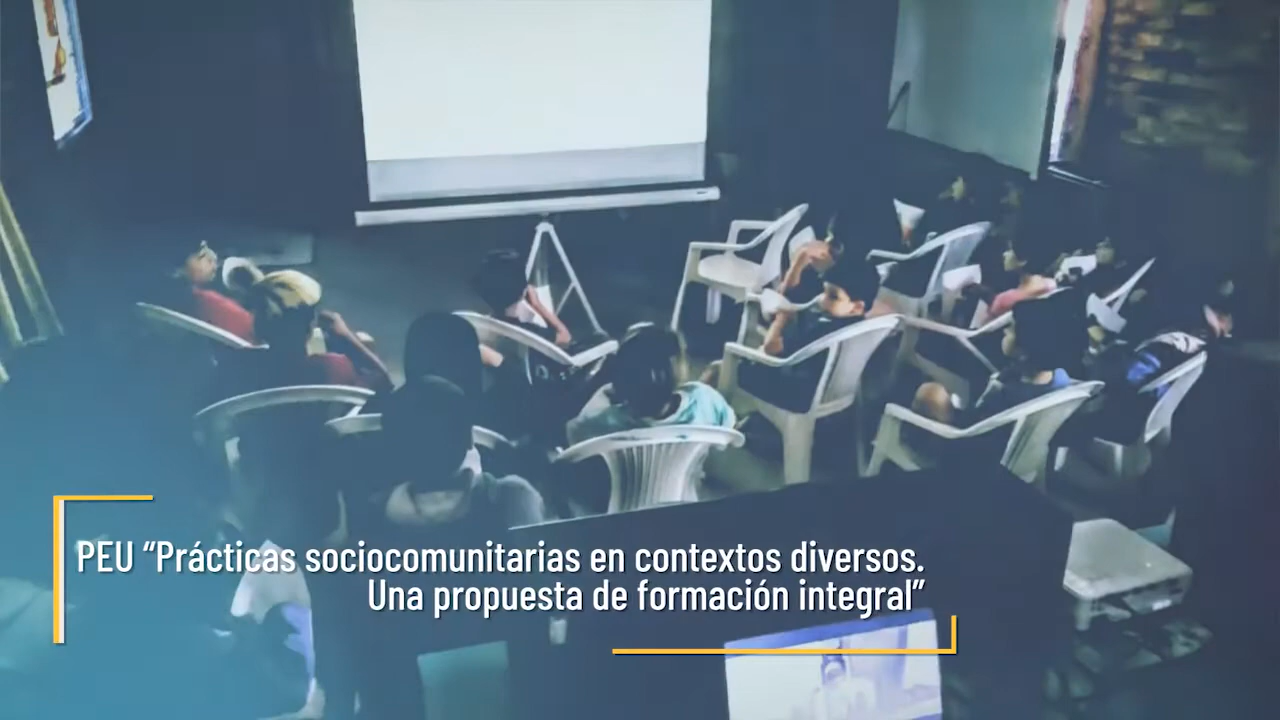 PEU “Prácticas sociocomunitarias en contextos diversos.
Una propuesta de formación integral”